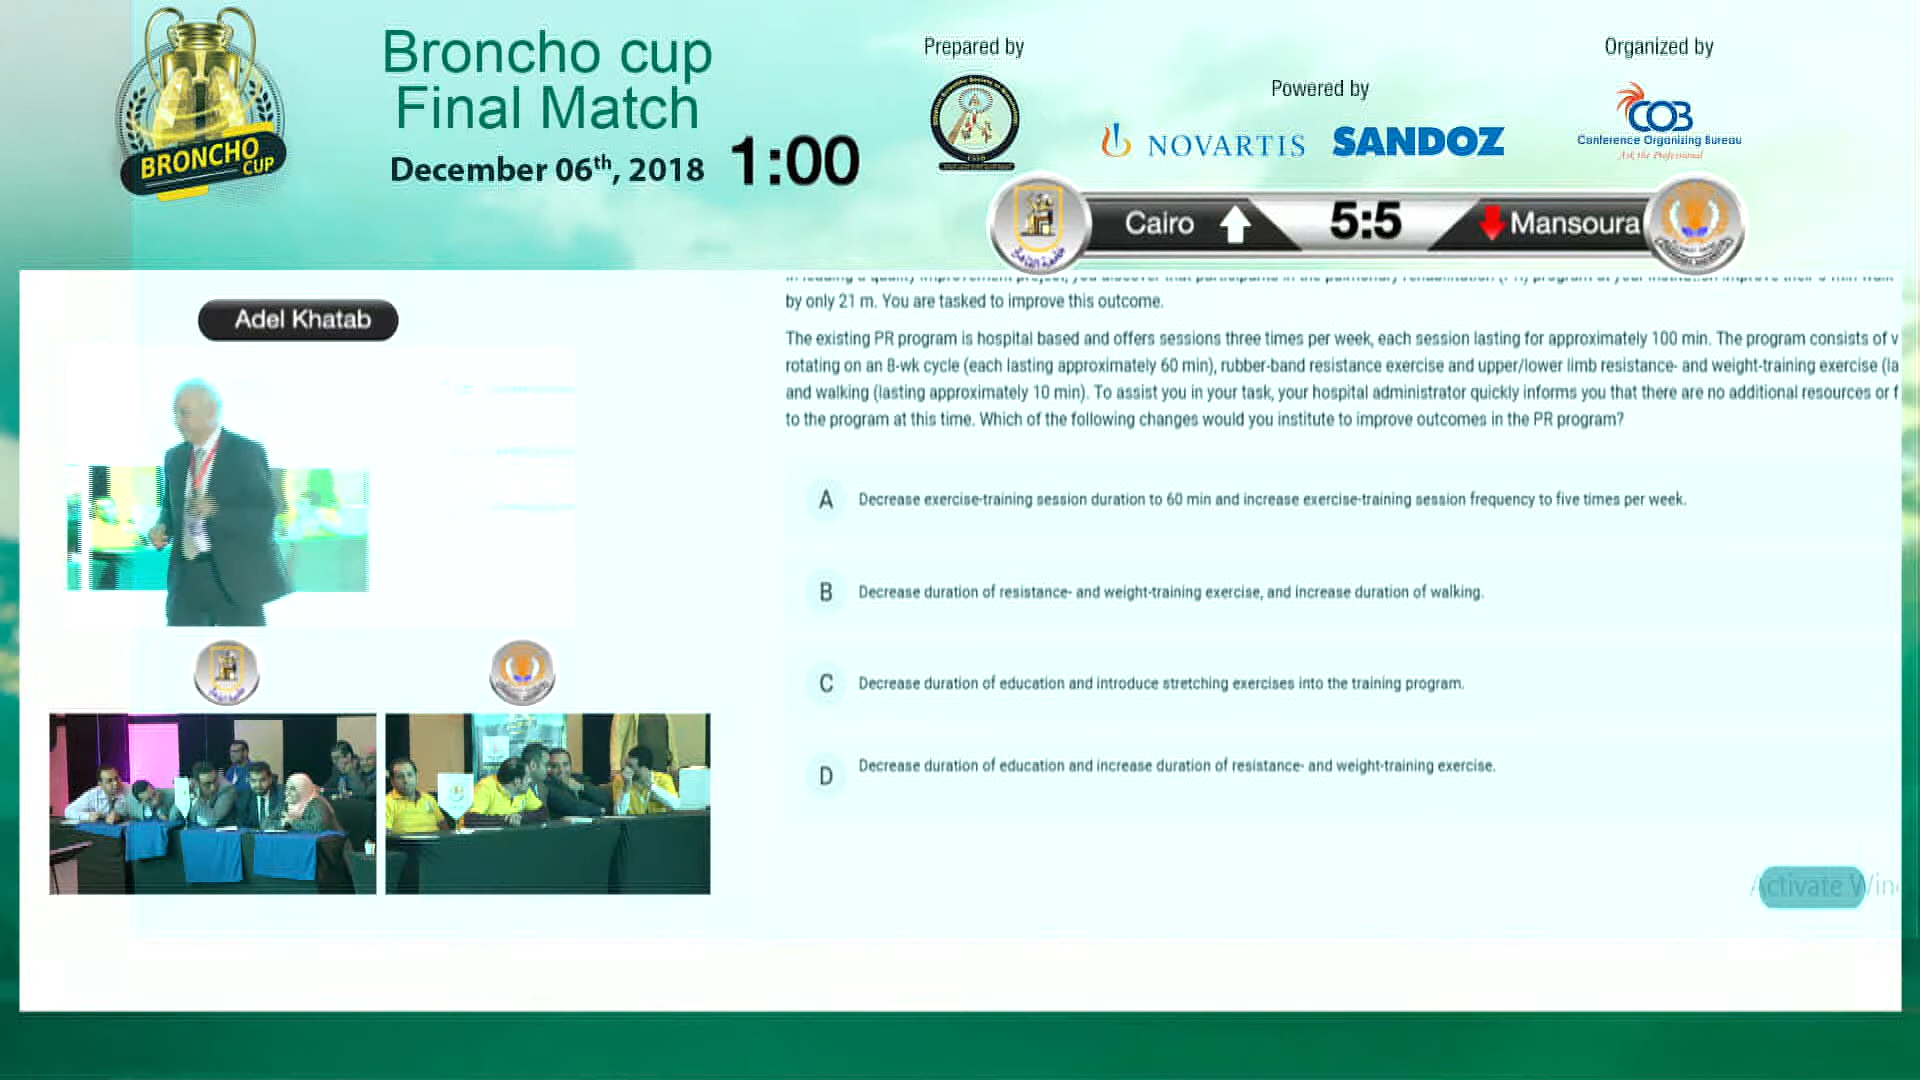 BRONCHO
CUP
Broncho cup
Final Match
December 06th, 2018
1:00
Prepared by
Powered by
NOVARTIS SANDOZ
Organized by
COB
Conference Organizing Bureau
Ask the Professional
Cairo 5:5 Mansoura
Adel Khatab
by only 21 m. You are tasked to improve this outcome.
The existing PR program is hospital based and offers sessions three times per week, each session lasting for approximately 100 min. The program consists of v
rotating on an 8-wk cycle (each lasting approximately 60 min), rubber-band resistance exercise and upper/lower limb resistance- and weight-training exercise (la
and walking (lasting approximately 10 min). To assist you in your task, your hospital administrator quickly informs you that there are no additional resources or f
to the program at this time. Which of the following changes would you institute to improve outcomes in the PR program?
A Decrease exercise-training session duration to 60 min and increase exercise-training session frequency to five times per week.
B Decrease duration of resistance- and weight-training exercise, and increase duration of walking.
C Decrease duration of education and introduce stretching exercises into the training program.
D Decrease duration of education and increase duration of resistance- and weight-training exercise.
Activate Win